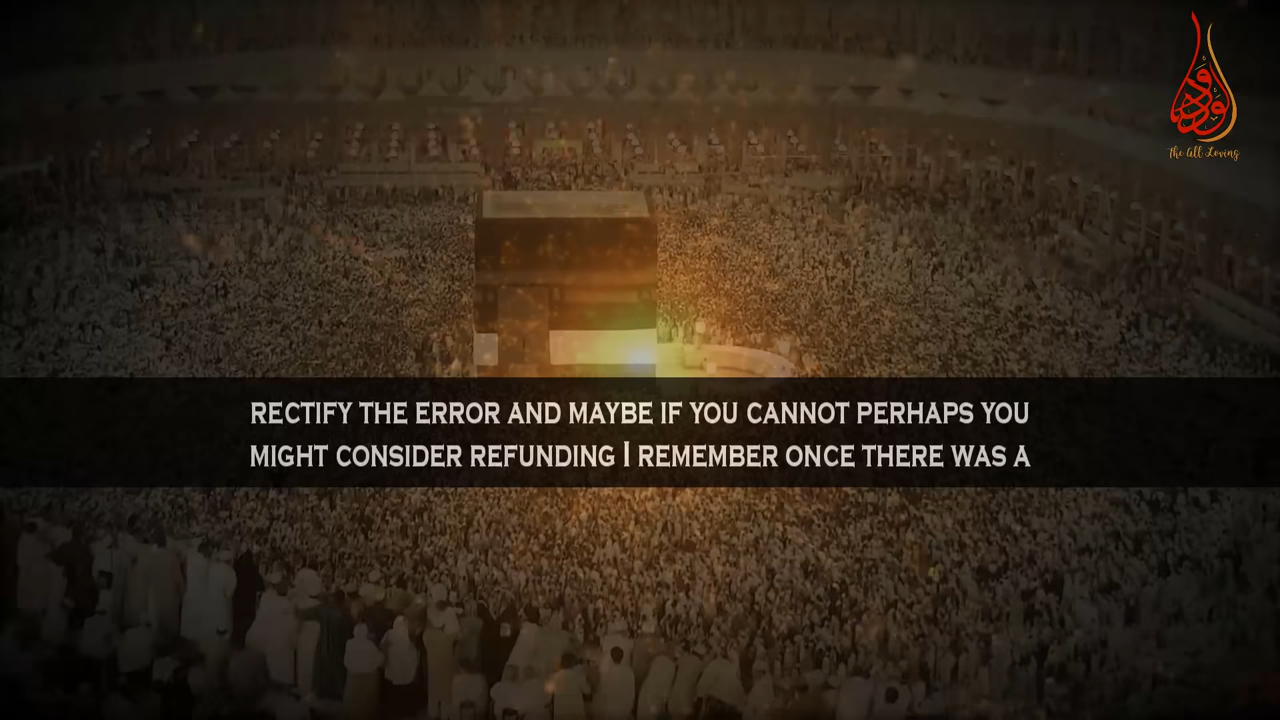 الودود
The All Loving
RECTIFY THE ERROR AND MAYBE IF YOU CANNOT PERHAPS YOU
MIGHT CONSIDER REFUNDING I REMEMBER ONCE THERE WAS A